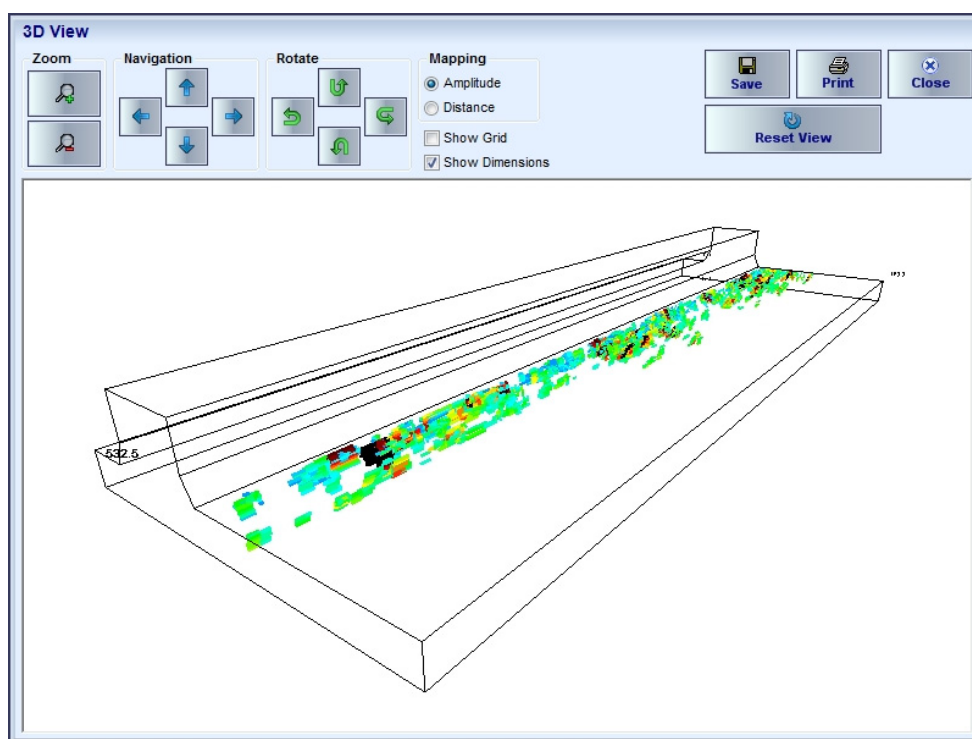 3D View
Zoom Navigation Rotate Mapping
Amplitude
Distance
Show Grid
Show Dimensions
Save Print Close
Reset View
532.5